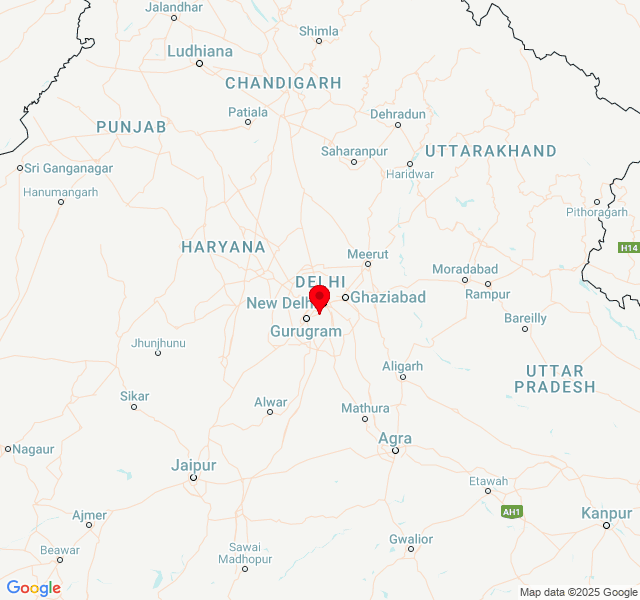 Jalandhar
Shimla
Ludhiana
CHANDIGARH
Patiala
Dehradun
PUNJAB
Saharanpur
UTTARAKHAND
Sri Ganganagar
Haridwar
Hanumangarh
Pithoragarh
HARYANA
H14
Meerut
Moradabad
DELHI
Rampur
New Delh
Ghaziabad
Gurugram
Bareilly
Jhunjhunu
Aligarh
UTTAR
PRADESH
Sikar
Alwar
Mathura
Agra
Nagaur
Jaipur
Etawah
AH1
Kanpur
Ajmer
Gwalior
Beawar
Sawai
Madhopur
Google
Map data ©2025 Google